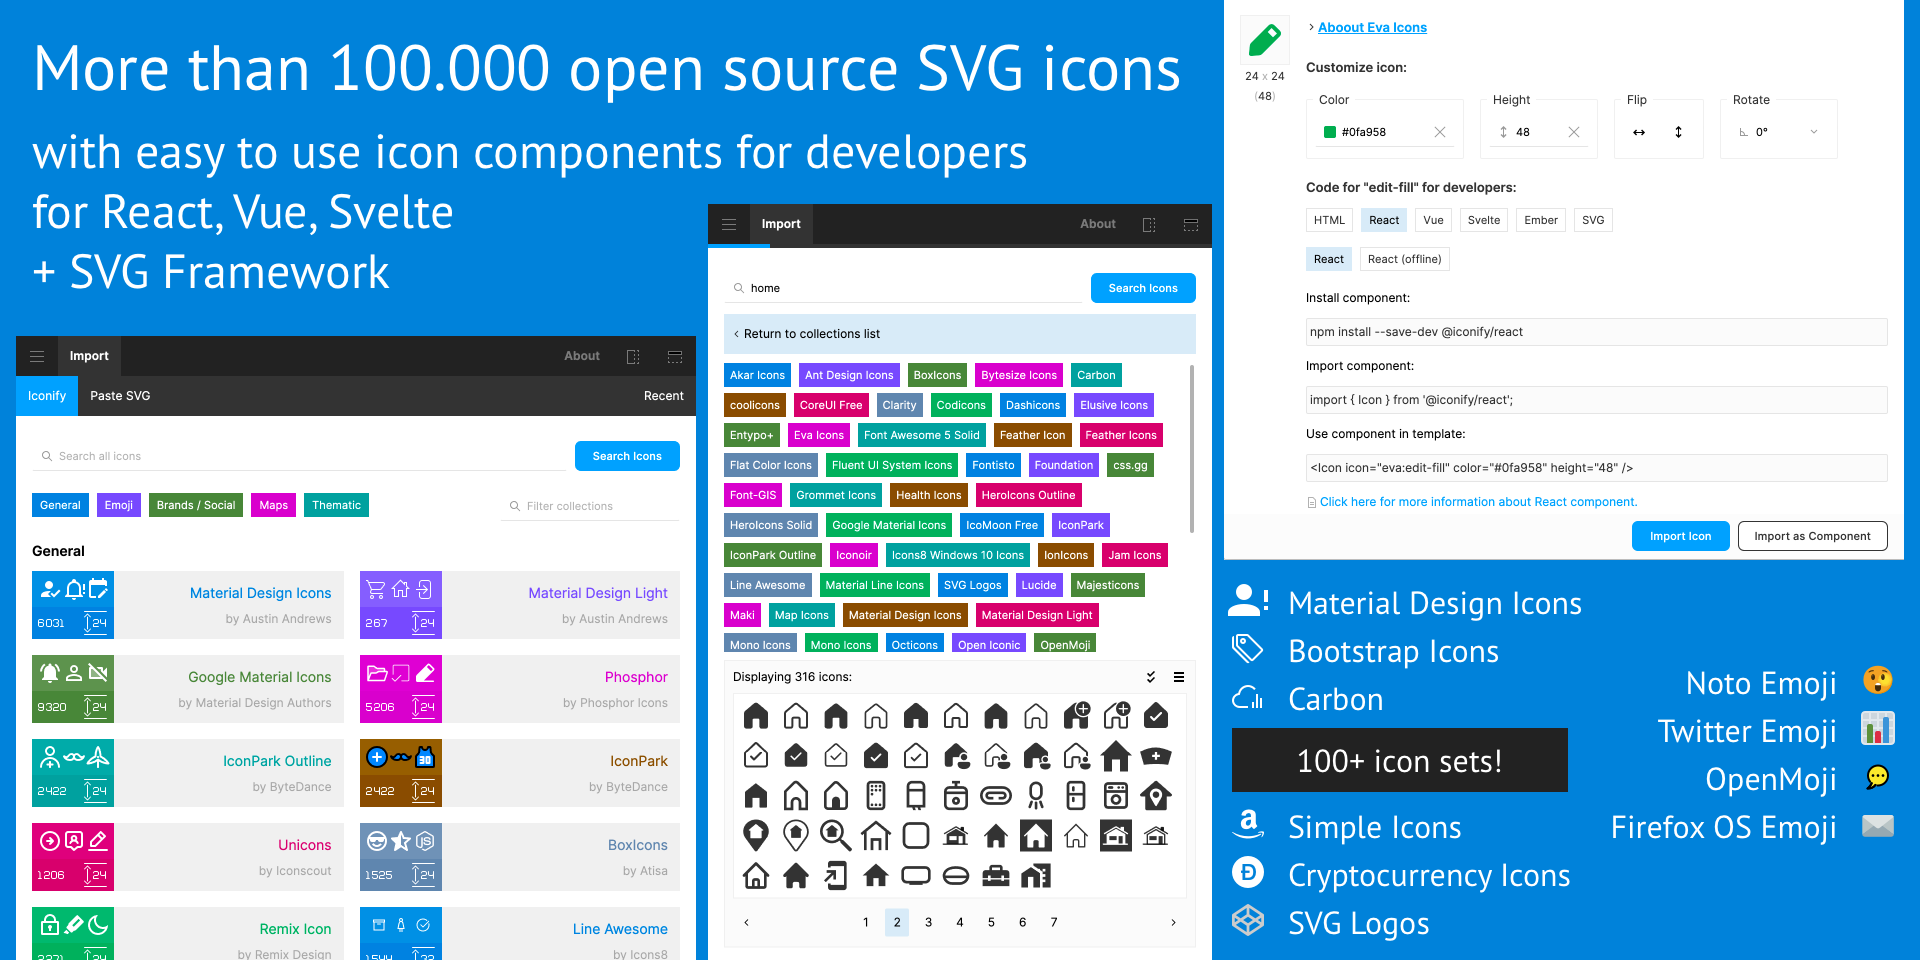 More than 100.000 open source SVG icons
with easy to use icon components for developers
for React, Vue, Svelte
+ SVG Framework
Import
About
Iconify
Paste SVG
Recent
Search all icons
Search Icons
General
Emoji
Brands / Social
Maps
Thematic
Filter collections
General
Material Design Icons
by Austin Andrews
6031
24
Material Design Light
by Austin Andrews
267
24
Google Material Icons
by Material Design Authors
9320
24
Phosphor
by Phosphor Icons
5206
24
IconPark Outline
by ByteDance
2422
24
30
IconPark
by ByteDance
2422
24
Unicons
by Iconscout
1206
24
JS
BoxIcons
by Atisa
1525
24
Remix Icon
by Remix Design
2271
24
Line Awesome
by Icons8
1544
32
Import
About
home
Search Icons
Return to collections list
Akar Icons Ant Design Icons BoxIcons Bytesize Icons Carbon
coolicons CoreUI Free Clarity Codicons Dashicons Elusive Icons
Entypo+ Eva Icons Font Awesome 5 Solid Feather Icon Feather Icons
Flat Color Icons Fluent UI System Icons Fontisto Foundation css.gg
Font-GIS Grommet Icons Health Icons HeroIcons Outline
HeroIcons Solid Google Material Icons IcoMoon Free IconPark
IconPark Outline Iconoir Icons8 Windows 10 Icons IonIcons Jam Icons
Line Awesome Material Line Icons SVG Logos Lucide Majesticons
Maki Map Icons Material Design Icons Material Design Light
Mono Icons Mono Icons Octicons Open Iconic OpenMoji
Displaying 316 icons:
1 2 3 4 5 6 7
24 x 24
(48)
Aboout Eva Icons
Customize icon:
Color
#0fa958
Height
48
Flip
Rotate
0°
Code for "edit-fill" for developers:
HTML React Vue Svelte Ember SVG
React React (offline)
Install component:
npm install --save-dev @iconify/react
Import component:
import { Icon } from '@iconify/react';
Use component in template:
<Icon icon="eva:edit-fill" color="#0fa958" height="48" />
Click here for more information about React component.
Import Icon
Import as Component
Material Design Icons
Bootstrap Icons
Carbon
100+ icon sets!
Simple Icons
Cryptocurrency Icons
SVG Logos
Noto Emoji
Twitter Emoji
OpenMoji
Firefox OS Emoji